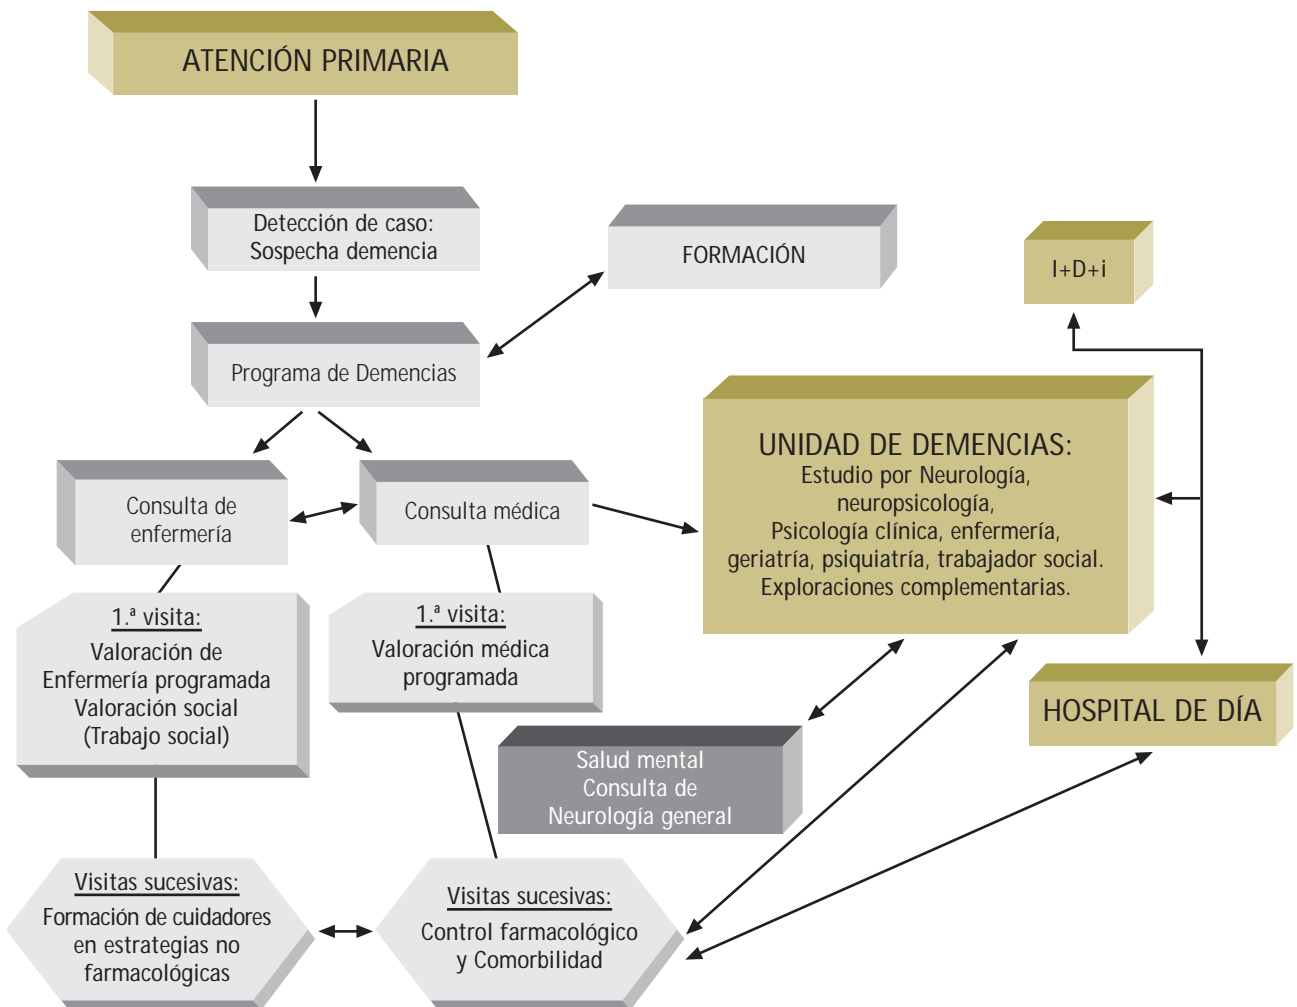 ATENCIÓN PRIMARIA
Detección de caso:
Sospecha demencia
FORMACIÓN
I+D+i
Programa de Demencias
UNIDAD DE DEMENCIAS:
Estudio por Neurología,
neuropsicología,
Psicología clínica, enfermería,
geriatría, psiquiatría, trabajador social.
Exploraciones complementarias.
Consulta de
enfermería
Consulta médica
1.ª visita:
Valoración de
Enfermería programada
Valoración social
(Trabajo social)
1.ª visita:
Valoración médica
programada
HOSPITAL DE DÍA
Salud mental
Consulta de
Neurología general
Visitas sucesivas:
Formación de cuidadores
en estrategias no
farmacológicas
Visitas sucesivas:
Control farmacológico
y Comorbilidad